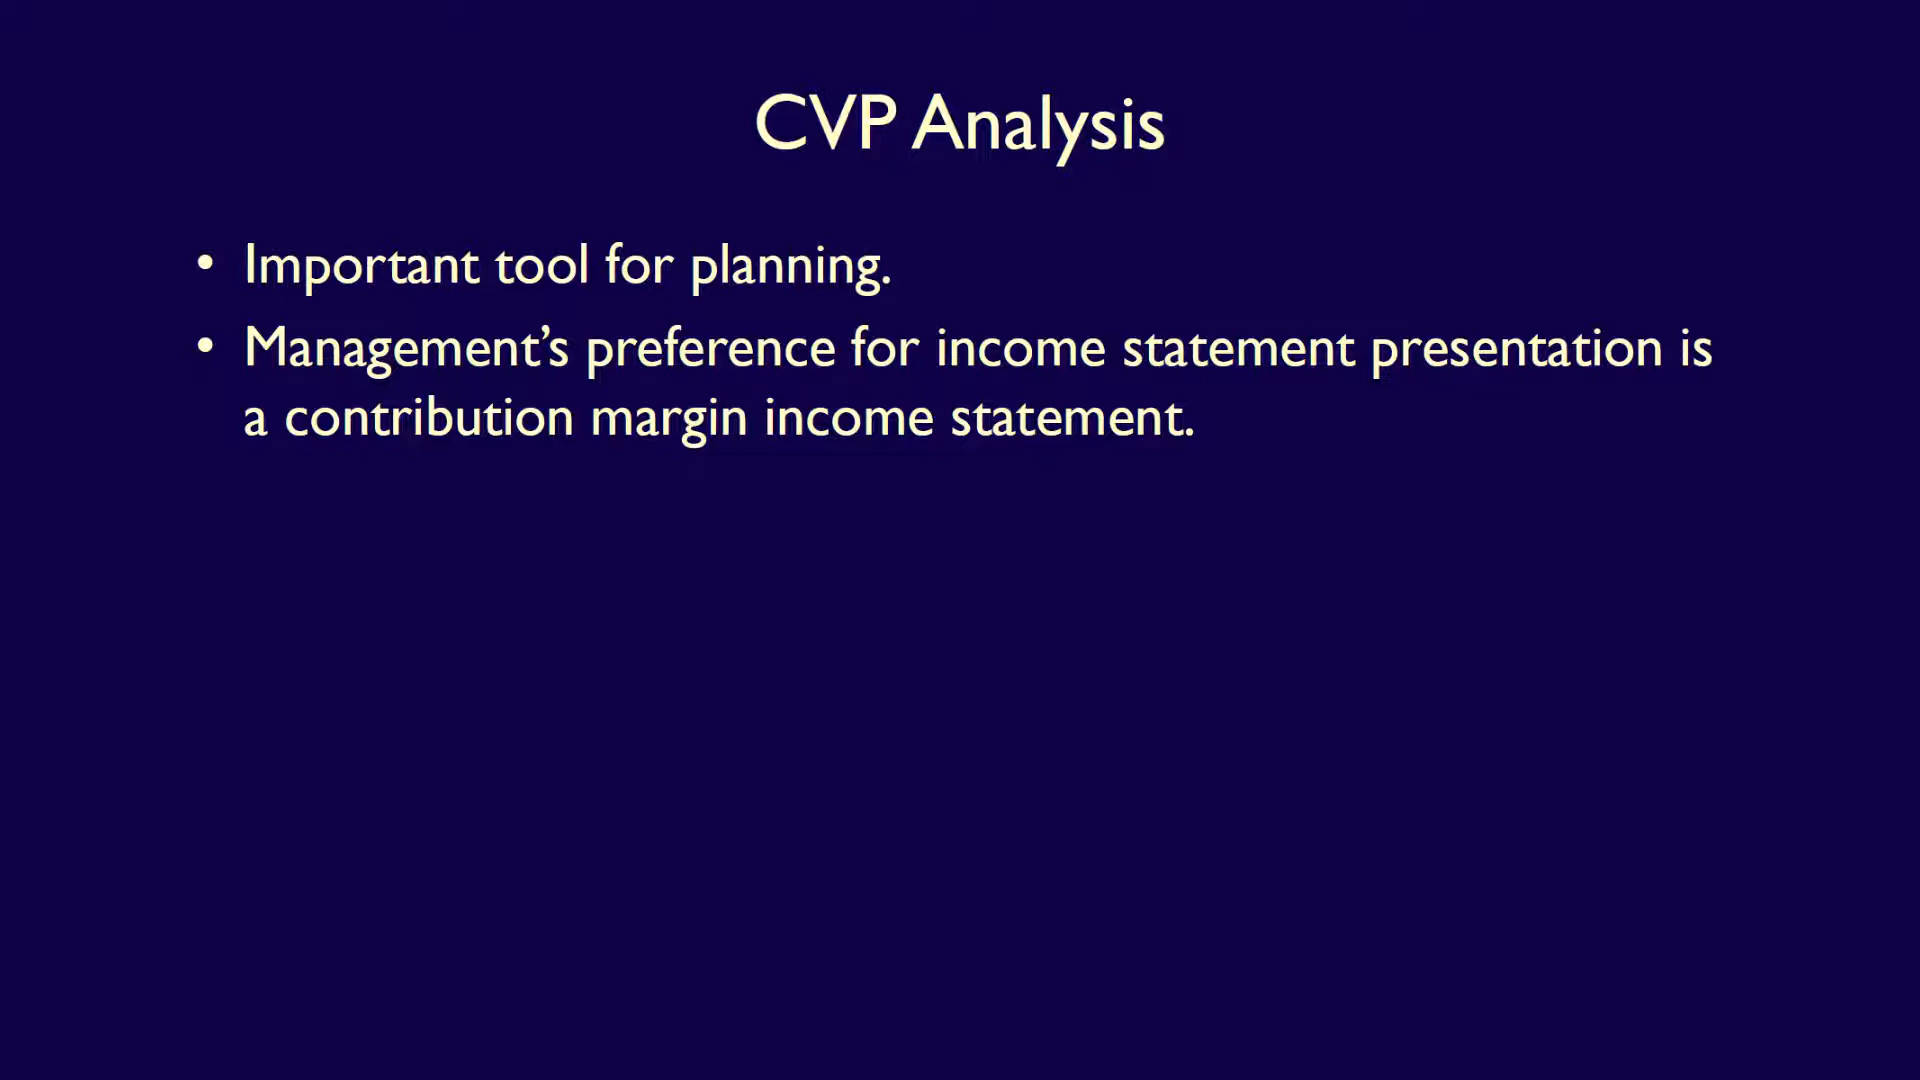 CVP Analysis
• Important tool for planning.
• Management’s preference for income statement presentation is
a contribution margin income statement.